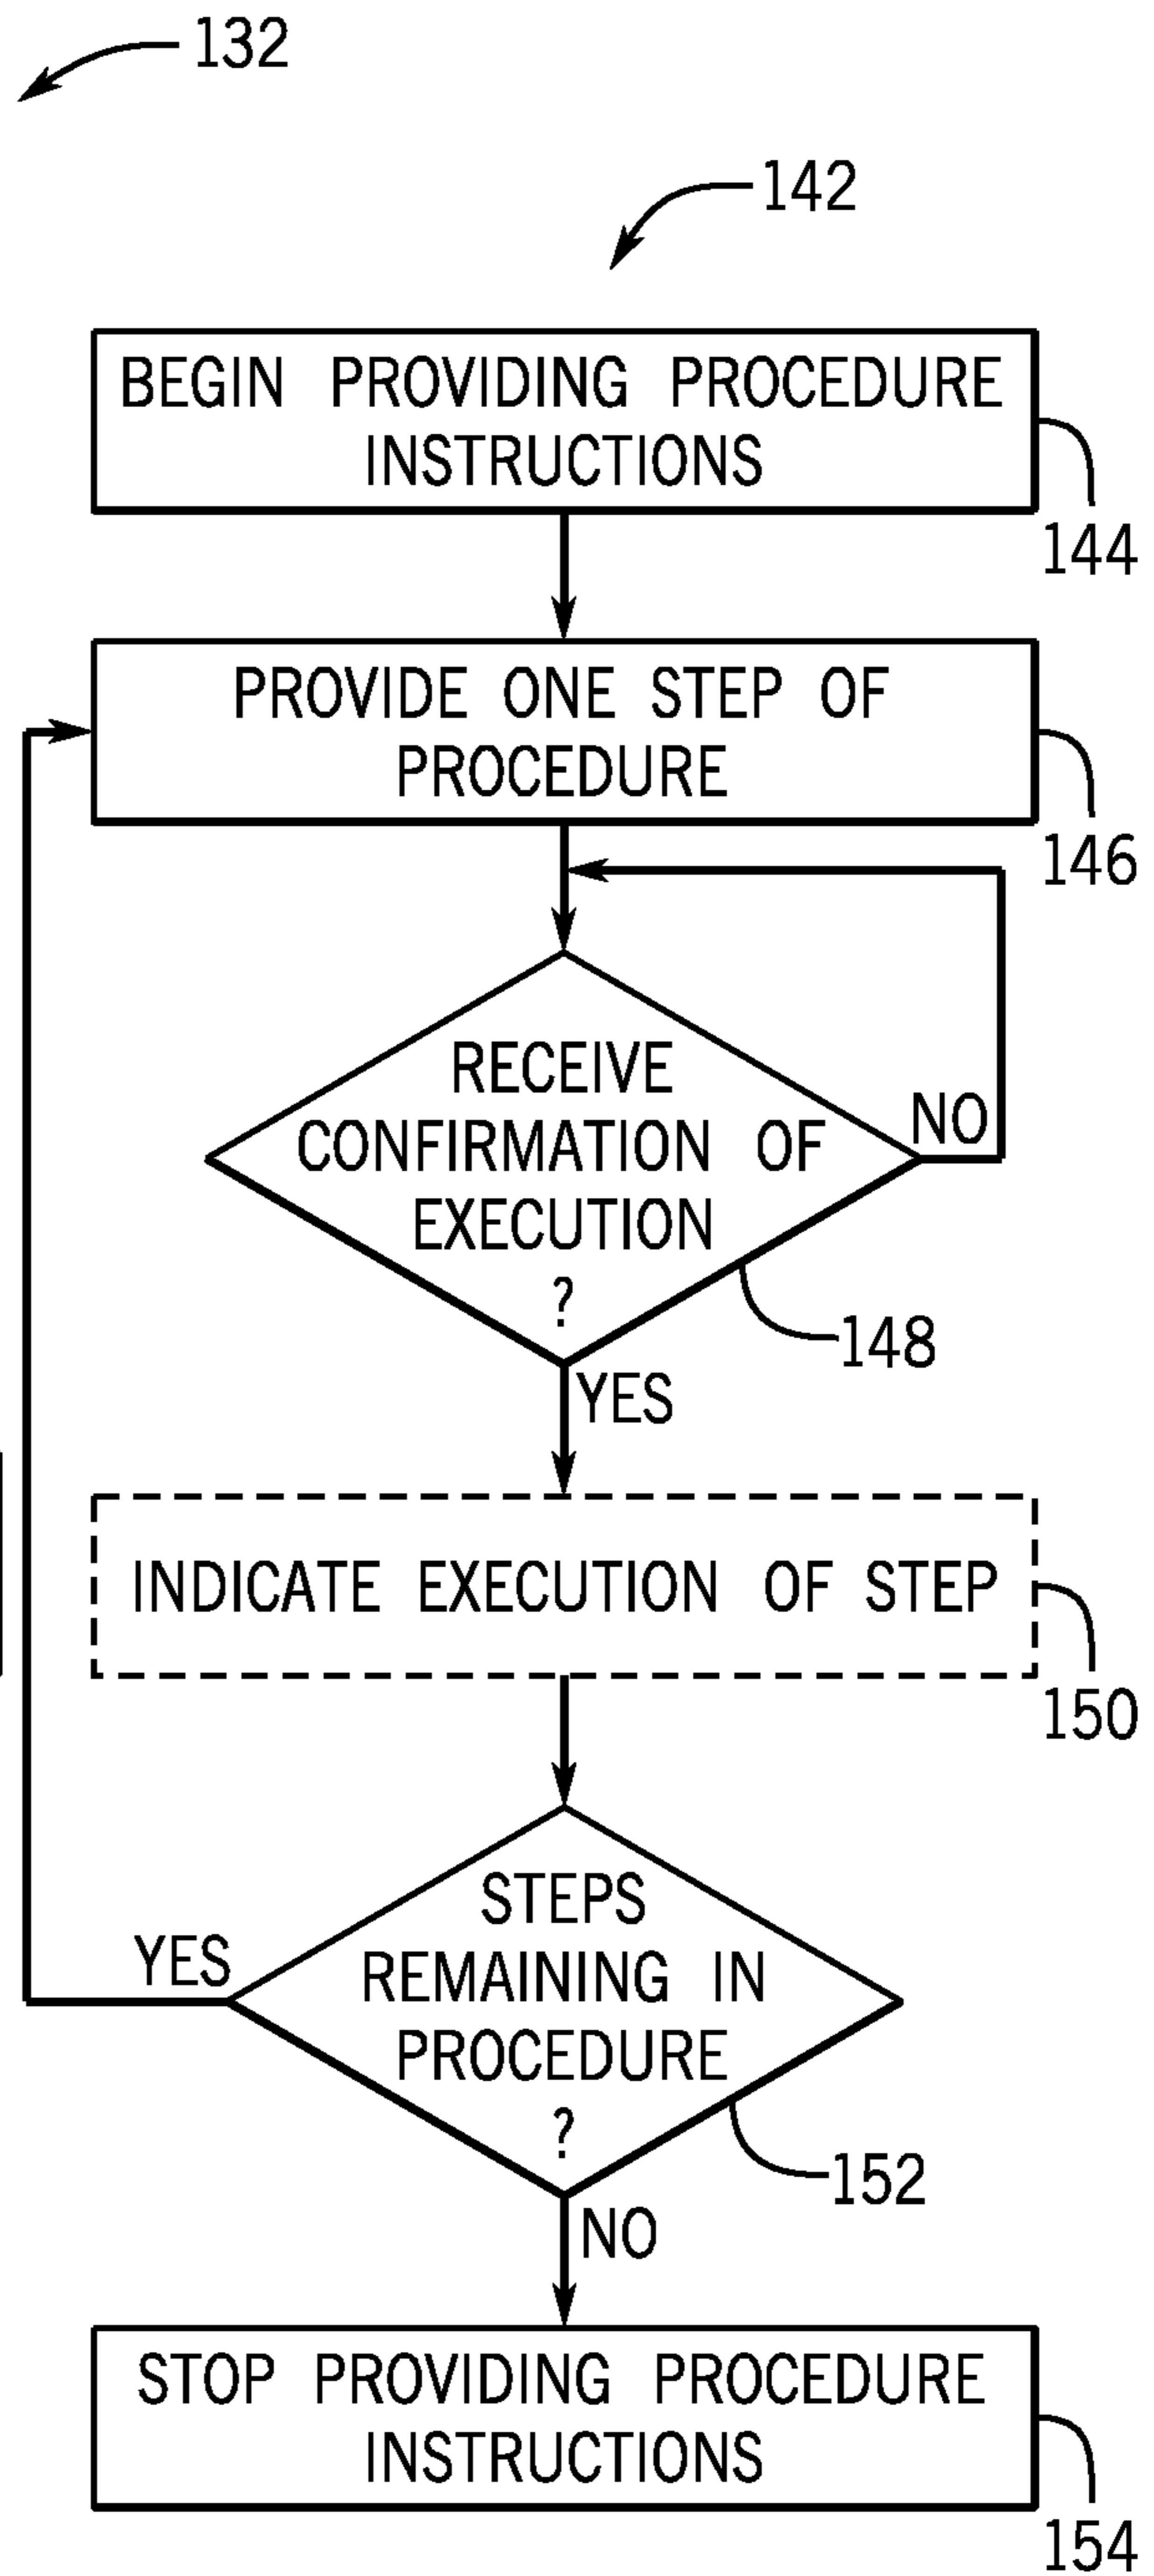 132
142
BEGIN PROVIDING PROCEDURE
INSTRUCTIONS
144
PROVIDE ONE STEP OF
PROCEDURE
146
RECEIVE
CONFIRMATION OF
EXECUTION
?
NO
148
YES
INDICATE EXECUTION OF STEP
150
STEPS
REMAINING IN
PROCEDURE
?
YES
152
NO
STOP PROVIDING PROCEDURE
INSTRUCTIONS
154